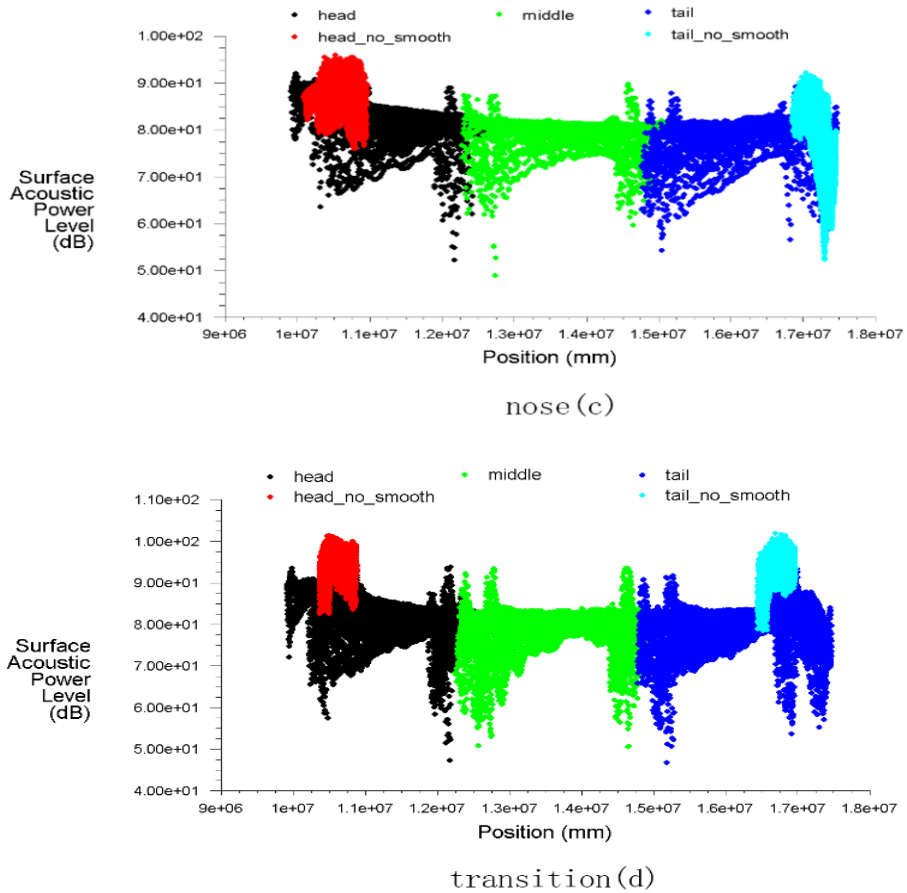 head middle tail
head_no_smooth tail_no_smooth
1.00e+02
9.00e+01
8.00e+01
7.00e+01
6.00e+01
5.00e+01
4.00e+01
Surface
Acoustic
Power
Level
(dB)
9e+06 1e+07 1.1e+07 1.2e+07 1.3e+07 1.4e+07 1.5e+07 1.6e+07 1.7e+07 1.8e+07
Position (mm)
nose(c)
head middle tail
head_no_smooth tail_no_smooth
1.10e+02
1.00e+02
9.00e+01
8.00e+01
7.00e+01
6.00e+01
5.00e+01
4.00e+01
Surface
Acoustic
Power
Level
(dB)
9e+06 1e+07 1.1e+07 1.2e+07 1.3e+07 1.4e+07 1.5e+07 1.6e+07 1.7e+07 1.8e+07
Position (mm)
transition(d)